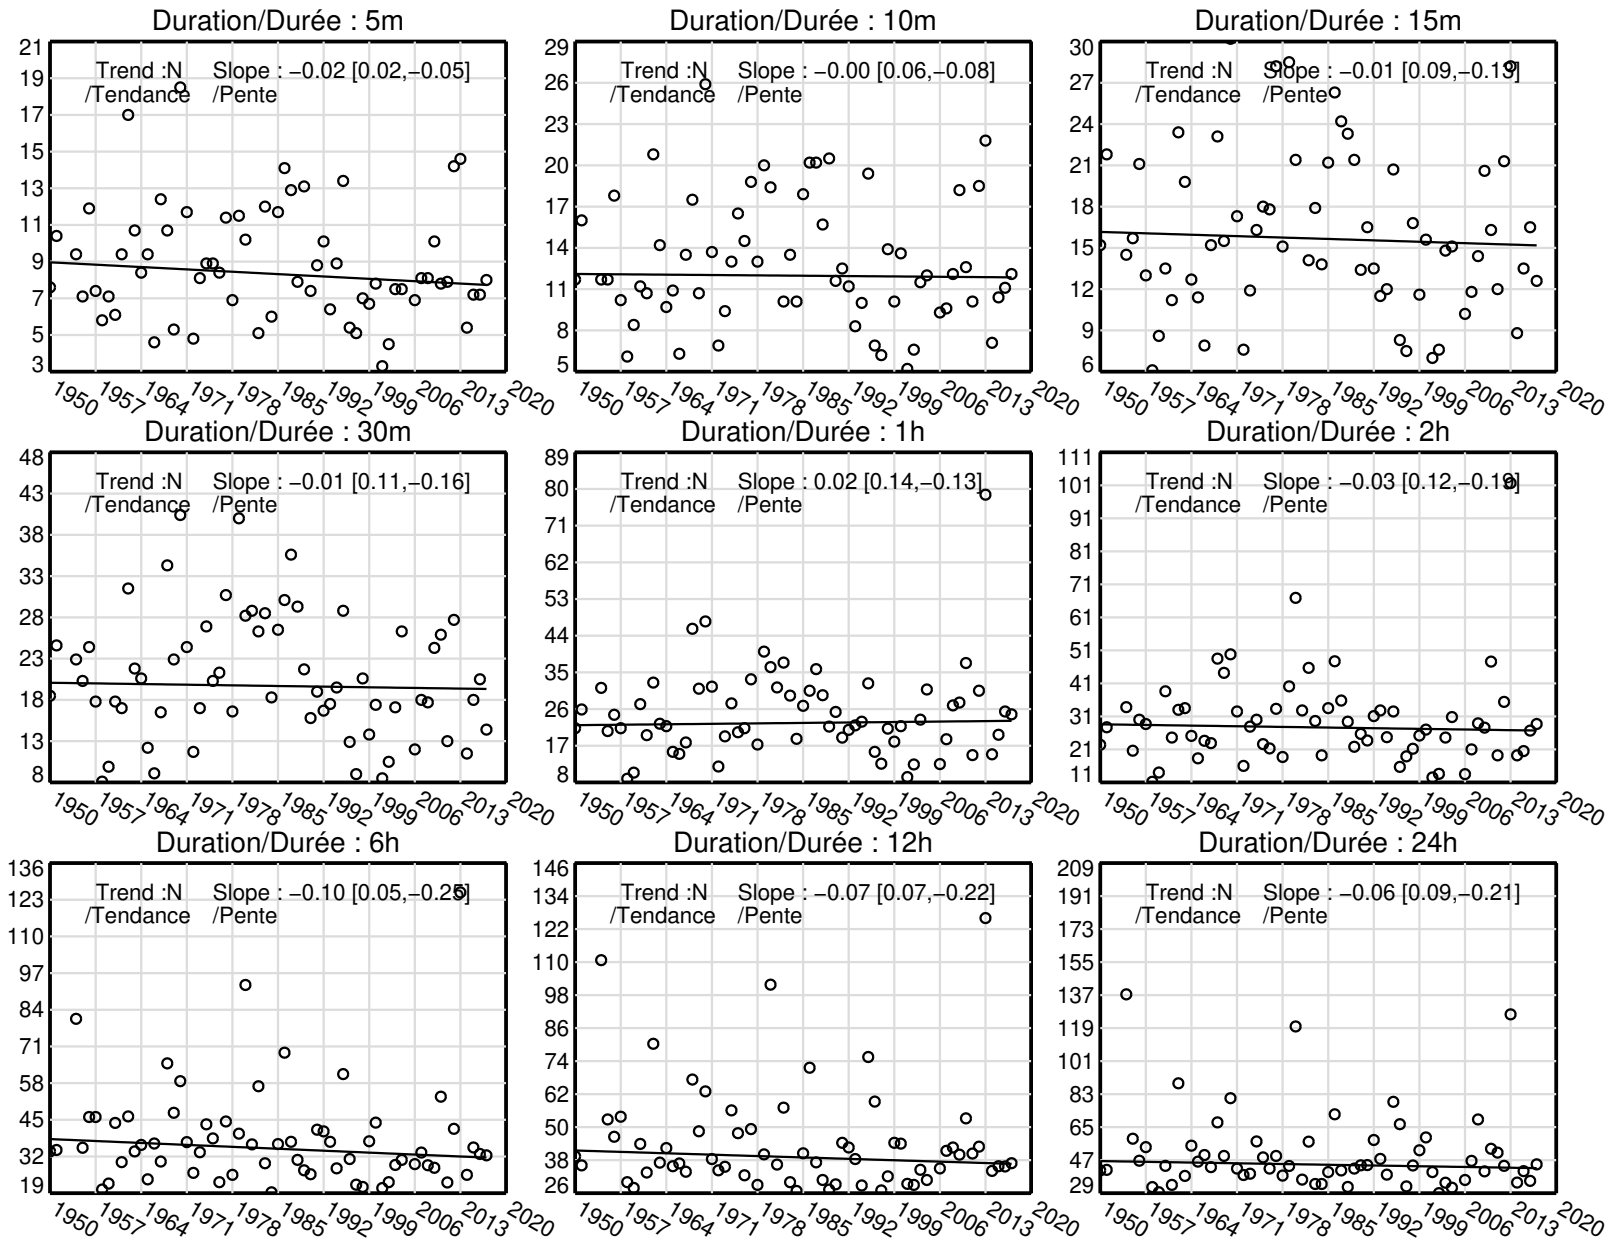 Duration/Durée : 5m
21
19
17
15
13
11
9
7
5
3
Trend :N Slope : −0.02 [0.02,−0.05]
/Tendance /Pente
1950 1957 1964 1971 1978 1985 1992 1999 2006 2013 2020
Duration/Durée : 10m
29
26
23
20
17
14
11
8
5
Trend :N Slope : −0.00 [0.06,−0.08]
/Tendance /Pente
1950 1957 1964 1971 1978 1985 1992 1999 2006 2013 2020
Duration/Durée : 15m
30
27
24
21
18
15
12
9
6
Trend :N Slope : −0.01 [0.09,−0.13]
/Tendance /Pente
1950 1957 1964 1971 1978 1985 1992 1999 2006 2013 2020
Duration/Durée : 30m
48
43
38
33
28
23
18
13
8
Trend :N Slope : −0.01 [0.11,−0.16]
/Tendance /Pente
1950 1957 1964 1971 1978 1985 1992 1999 2006 2013 2020
Duration/Durée : 1h
89
80
71
62
53
44
35
26
17
8
Trend :N Slope : 0.02 [0.14,−0.13]
/Tendance /Pente
1950 1957 1964 1971 1978 1985 1992 1999 2006 2013 2020
Duration/Durée : 2h
111
101
91
81
71
61
51
41
31
21
11
Trend :N Slope : −0.03 [0.12,−0.19]
/Tendance /Pente
1950 1957 1964 1971 1978 1985 1992 1999 2006 2013 2020
Duration/Durée : 6h
136
123
110
97
84
71
58
45
32
19
Trend :N Slope : −0.10 [0.05,−0.25]
/Tendance /Pente
1950 1957 1964 1971 1978 1985 1992 1999 2006 2013 2020
Duration/Durée : 12h
146
134
122
110
98
86
74
62
50
38
26
Trend :N Slope : −0.07 [0.07,−0.22]
/Tendance /Pente
1950 1957 1964 1971 1978 1985 1992 1999 2006 2013 2020
Duration/Durée : 24h
209
191
173
155
137
119
101
83
65
47
29
Trend :N Slope : −0.06 [0.09,−0.21]
/Tendance /Pente
1950 1957 1964 1971 1978 1985 1992 1999 2006 2013 2020